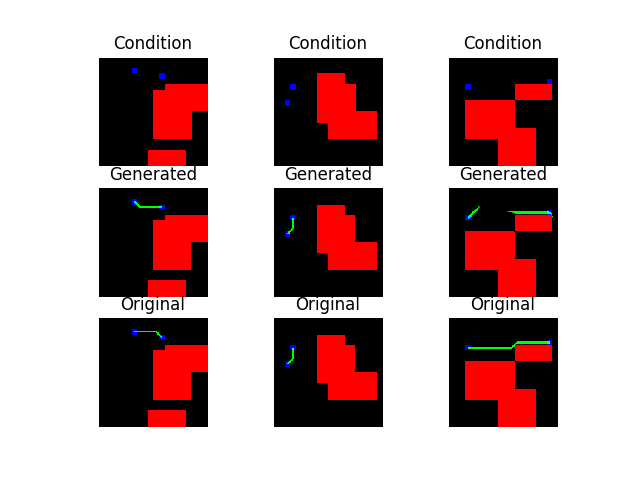 Condition Condition Condition
Generated Generated Generated
Original Original Original